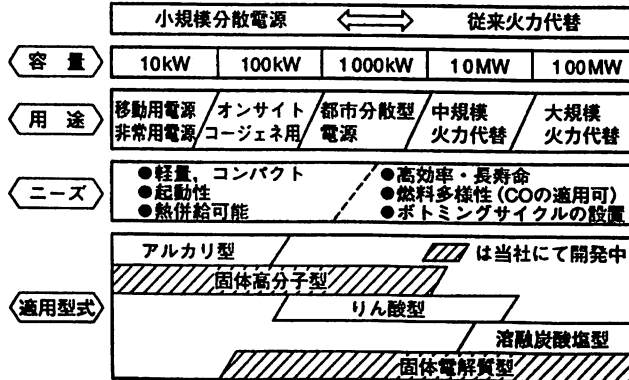 小規模分散電源 ⇔ 従来火力代替
容量 10kW 100kW 1000kW 10MW 100MW
用途
移動用電源 オンサイト 都市分散型 中規模 大規模
非常用電源 コージェネ用 電源 火力代替 火力代替
ニーズ
●軽量,コンパクト ●高効率・長寿命
●起動性 ●燃料多様性(COの適用可)
●熱併給可能 ●ボトミングサイクルの設置
適用型式
アルカリ型 は当社にて開発中
固体高分子型
りん酸型
溶融炭酸塩型
固体電解質型